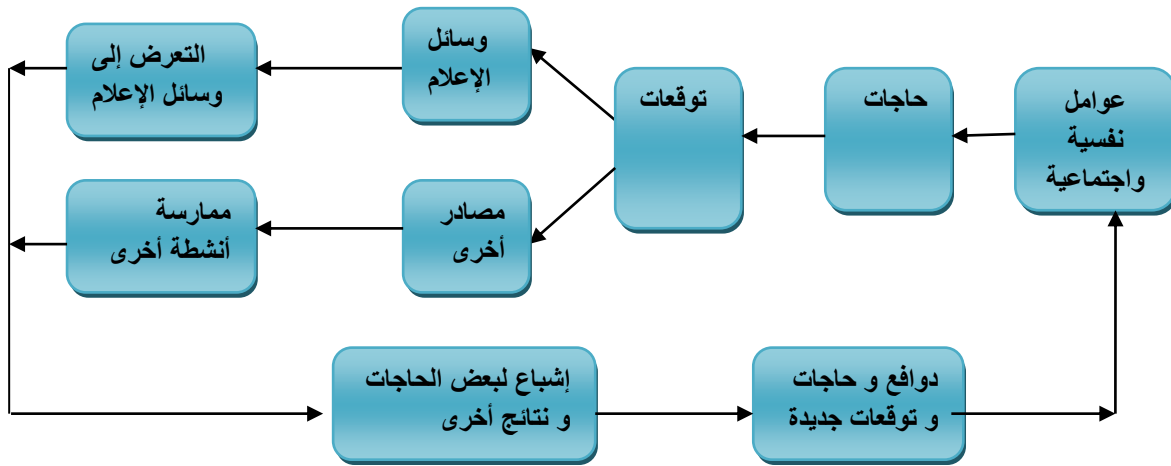 عوامل
نفسية
واجتماعية
حاجات
توقعات
وسائل
الإعلام
التعرض إلى
وسائل الإعلام
مصادر
أخرى
ممارسة
أنشطة أخرى
إشباع لبعض الحاجات
و نتائج أخرى
دوافع و حاجات
و توقعات جديدة